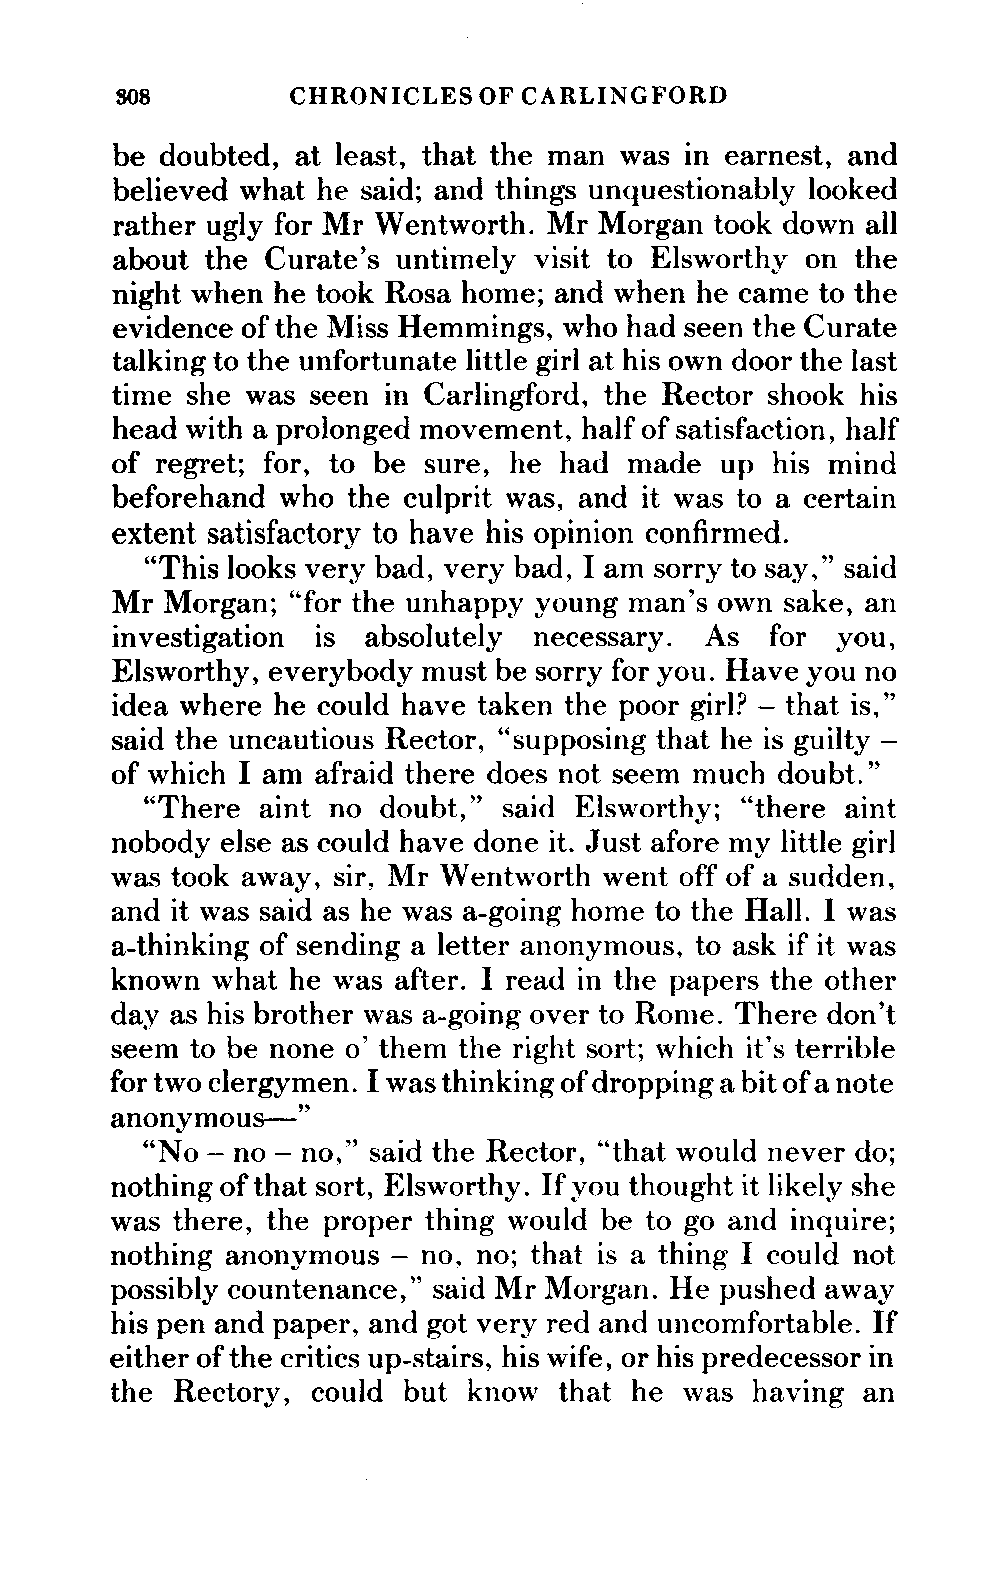 308 CHRONICLES OF CARLINGFORD
be doubted, at least, that the man was in earnest, and
believed what he said; and things unquestionably looked
rather ugly for Mr Wentworth. Mr Morgan took down all
about the Curate's untimely visit to Elsworthy on the
night when he took Rosa home; and when he came to the
evidence of the Miss Hemmings, who had seen the Curate
talking to the unfortunate little girl at his own door the last
time she was seen in Carlingford, the Rector shook his
head with a prolonged movement, half of satisfaction, half
of regret; for, to be sure, he had made up his mind
beforehand who the culprit was, and it was to a certain
extent satisfactory to have his opinion confirmed.
“This looks very bad, very bad, I am sorry to say,” said
Mr Morgan; “for the unhappy young man's own sake, an
investigation is absolutely necessary. As for you,
Elsworthy, everybody must be sorry for you. Have you no
idea where he could have taken the poor girl? – that is,”
said the uncautious Rector, “supposing that he is guilty –
of which I am afraid there does not seem much doubt.”
“There aint no doubt,” said Elsworthy; “there aint
nobody else as could have done it. Just afore my little girl
was took away, sir, Mr Wentworth went off of a sudden,
and it was said as he was a-going home to the Hall. I was
a-thinking of sending a letter anonymous, to ask if it was
known what he was after. I read in the papers the other
day as his brother was a-going over to Rome. There don't
seem to be none o' them the right sort; which it's terrible
for two clergymen. I was thinking of dropping a bit of a note
anonymous—”
“No – no – no,” said the Rector, “that would never do;
nothing of that sort, Elsworthy. If you thought it likely she
was there, the proper thing would be to go and inquire;
nothing anonymous – no, no; that is a thing I could not
possibly countenance,” said Mr Morgan. He pushed away
his pen and paper, and got very red and uncomfortable. If
either of the critics up-stairs, his wife, or his predecessor in
the Rectory, could but know that he was having an